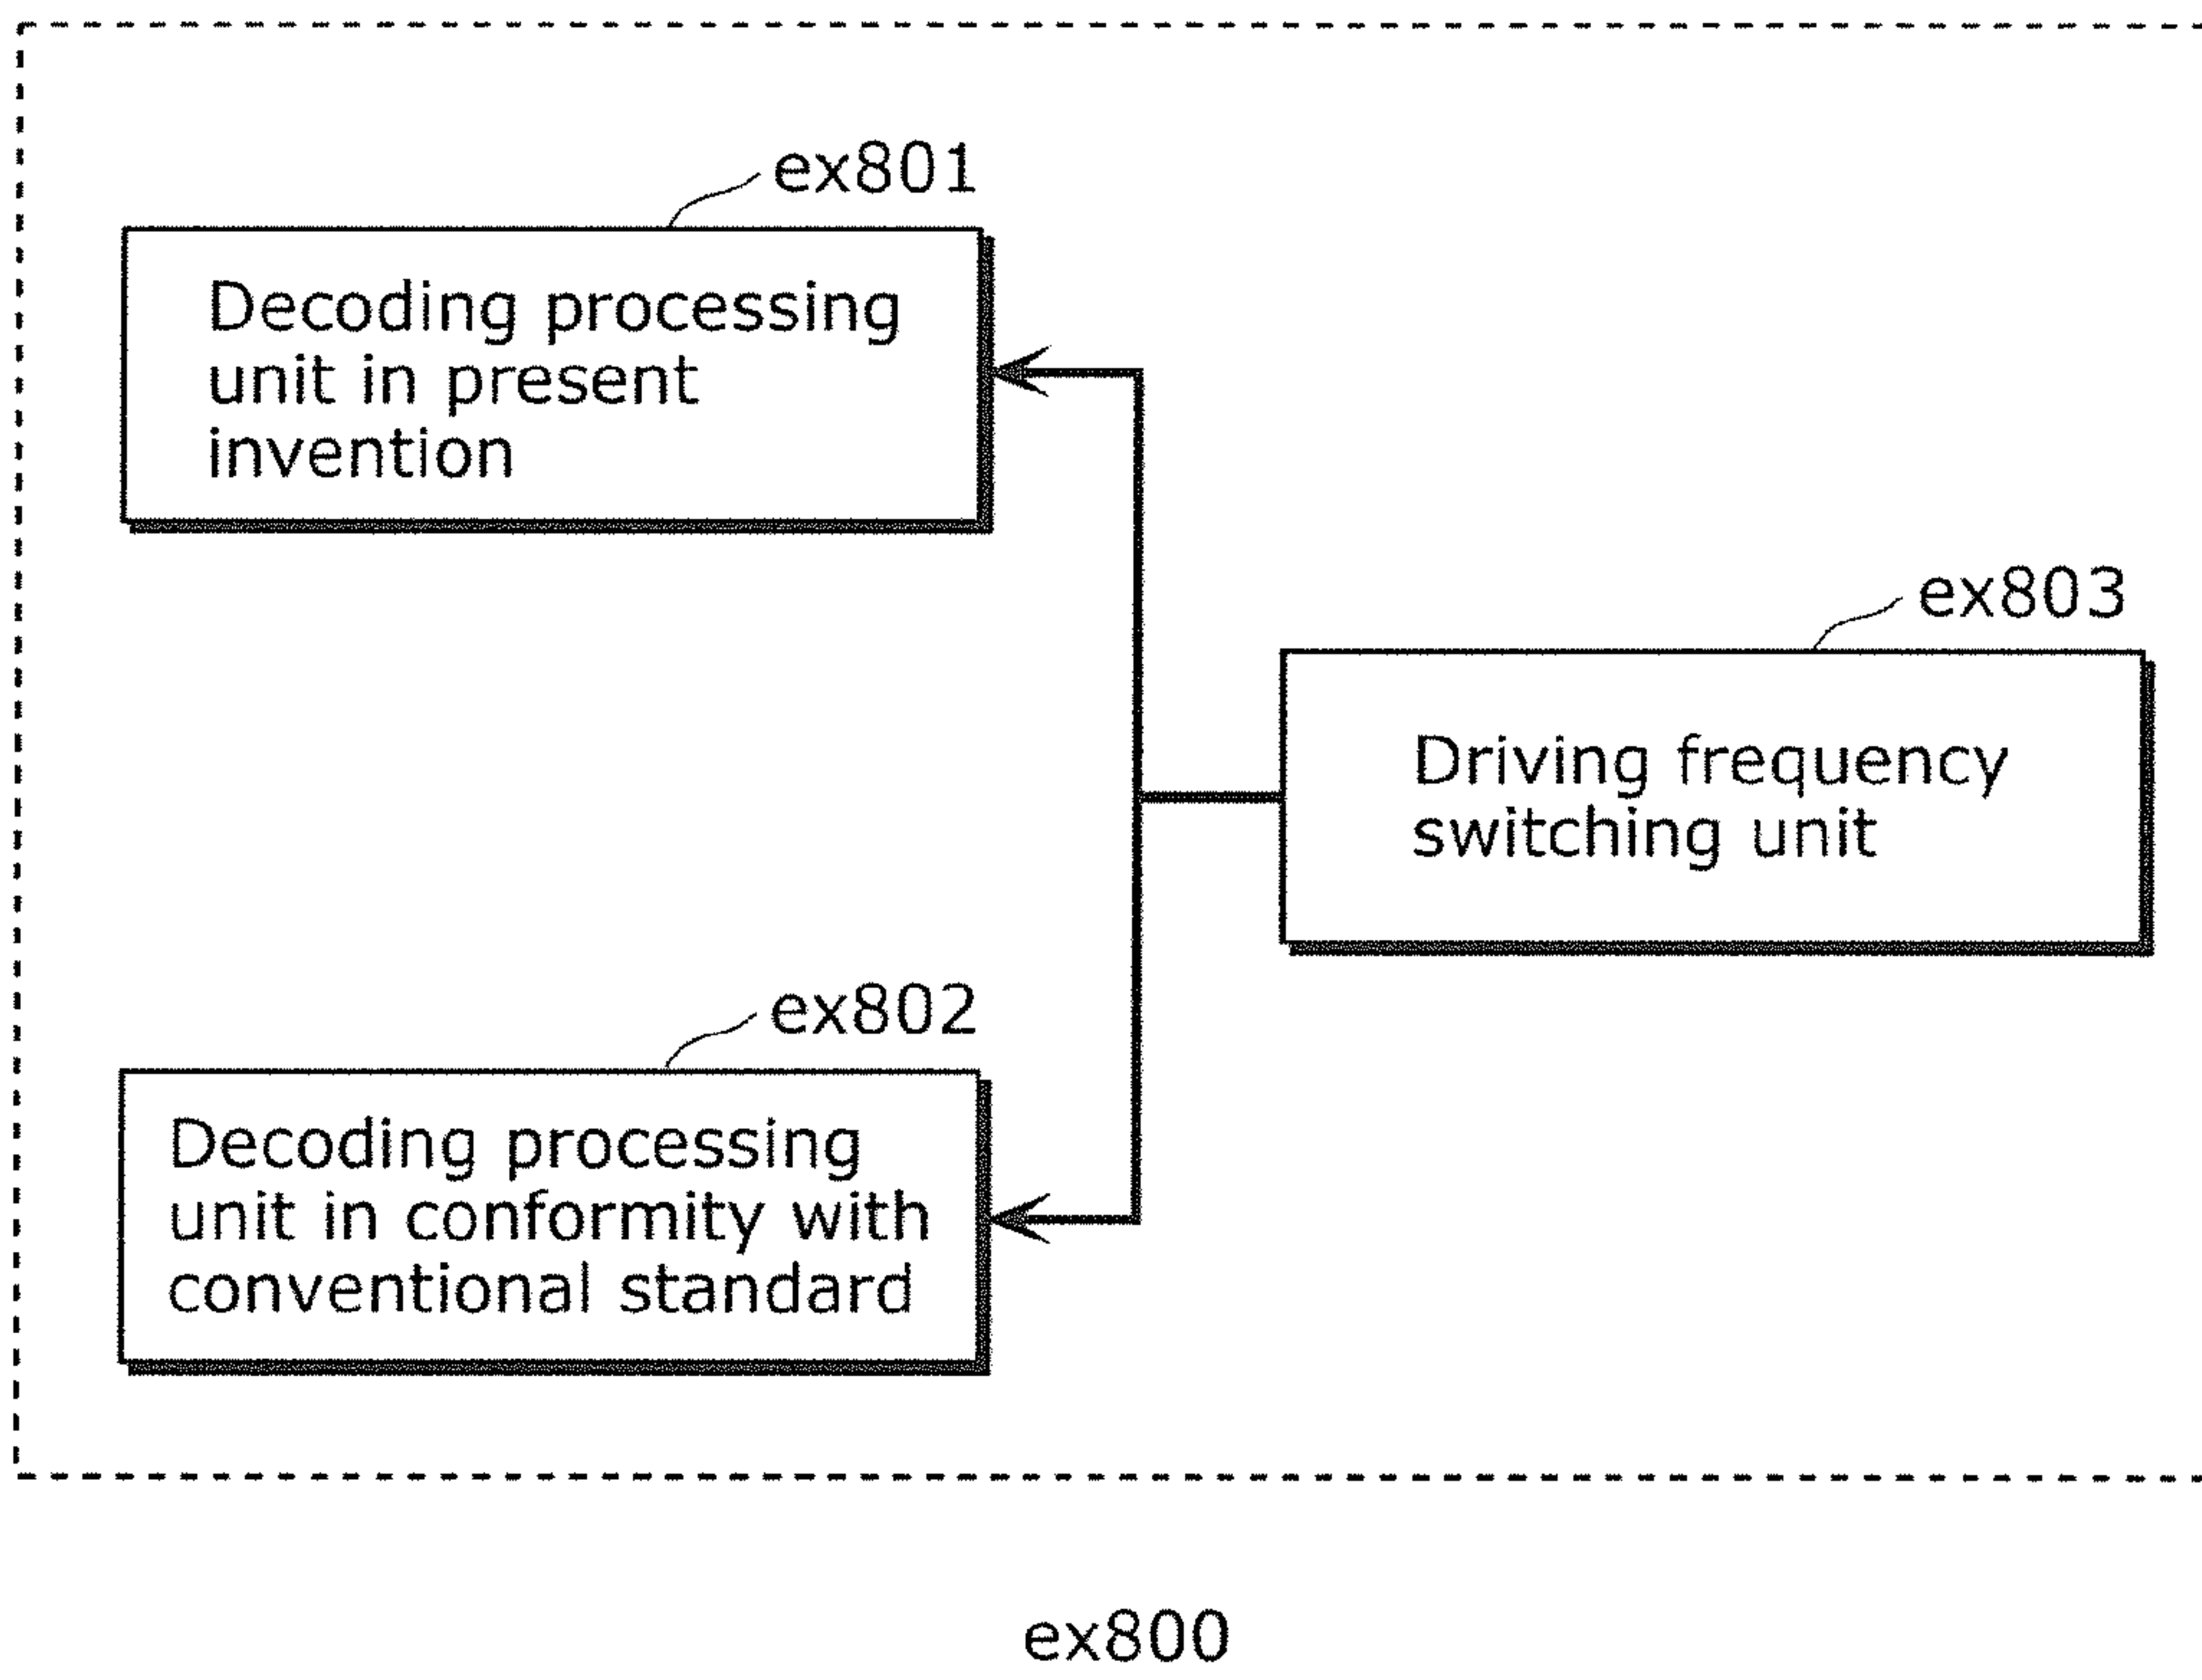 ex801
Decoding processing
unit in present
invention
ex803
Driving frequency
switching unit
ex802
Decoding processing
unit in conformity with
conventional standard
ex800